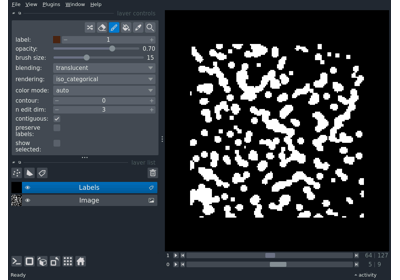 File View Plugins Window Help
layer controls
label: 1
opacity: 0.70
brush size: 15
blending: translucent
rendering: iso_categorical
color mode: auto
contour: 0
n edit dim: 3
contiguous:
preserve
labels:
show
selected:
layer list
Labels
Image
1 64 127
0 5 9
activity